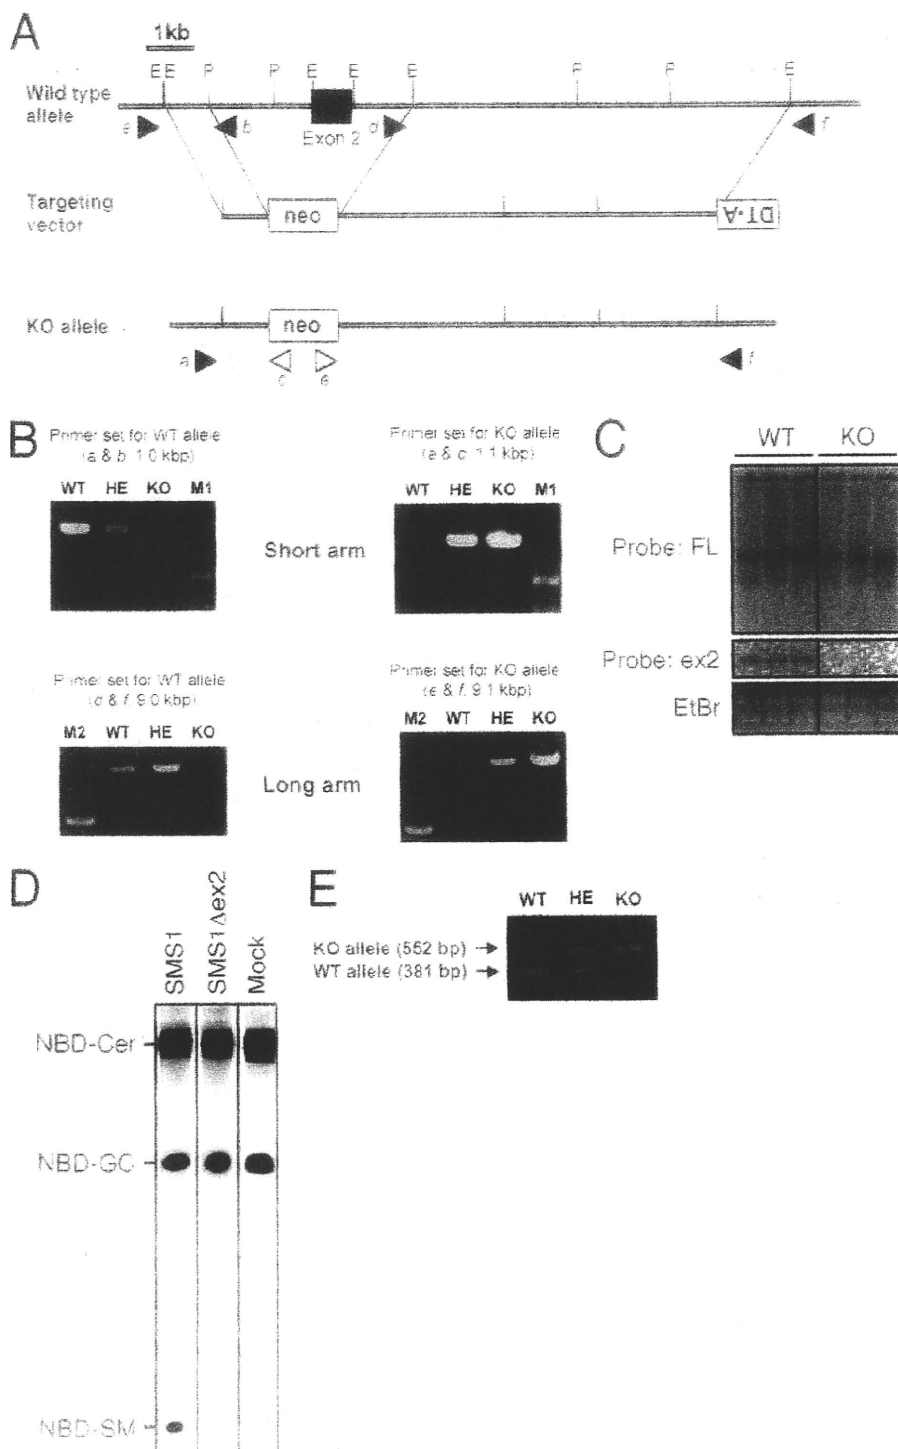 A
1kb
E E P P E E E P P E
Wild type
allele
a b Exon 2 d f
Targeting
vector
neo
DT-A
KO allele
neo
a c e f
B
Primer set for WT allele
(a & b, 1.0 kbp)
WT HE KO M1
Short arm
Primer set for KO allele
(a & c, 1.1 kbp)
WT HE KO M1
Primer set for WT allele
(d & f, 9.0 kbp)
M2 WT HE KO
Long arm
Primer set for KO allele
(e & f, 9.1 kbp)
M2 WT HE KO
C
WT KO
Probe: FL
Probe: ex2
EtBr
D
SMS1
SMS1Δex2
Mock
NBD-Cer
NBD-GC
NBD-SM
E
WT HE KO
KO allele (552 bp)
WT allele (381 bp)